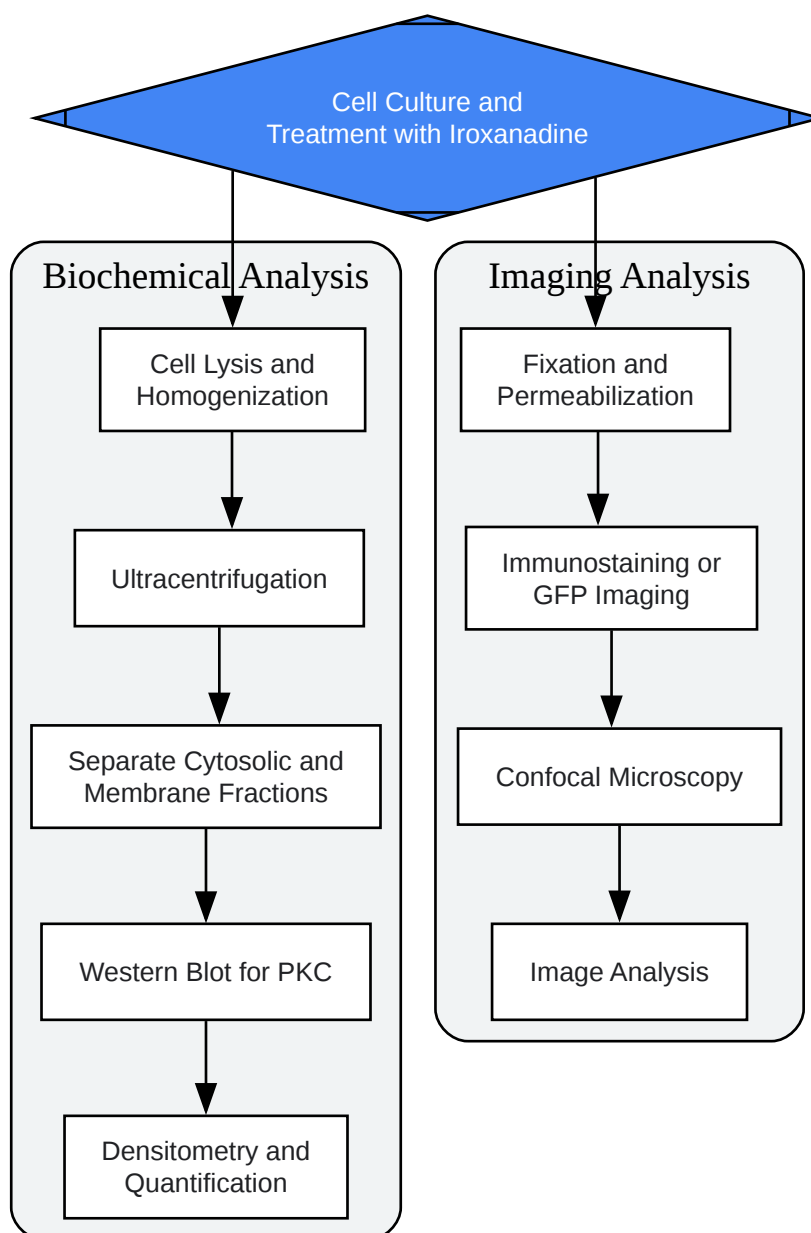 Cell Culture and
Treatment with Iroxanadine
Biochemical Analysis
Cell Lysis and
Homogenization
Ultracentrifugation
Separate Cytosolic and
Membrane Fractions
Western Blot for PKC
Densitometry and
Quantification
Imaging Analysis
Fixation and
Permeabilization
Immunostaining or
GFP Imaging
Confocal Microscopy
Image Analysis